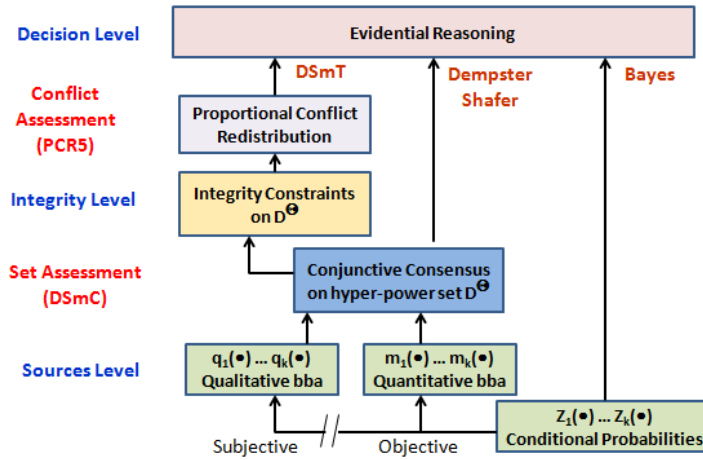 Decision Level
Evidential Reasoning
DSmT
Dempster
Shafer
Bayes
Conflict
Assessment
(PCR5)
Proportional Conflict
Redistribution
Integrity Level
Integrity Constraints
on D^Θ
Set Assessment
(DSmC)
Conjunctive Consensus
on hyper-power set D^Θ
Sources Level
q₁(•) ... qₖ(•)
Qualitative bba
m₁(•) ... mₖ(•)
Quantitative bba
Z₁(•) ... Zₖ(•)
Conditional Probabilities
Subjective
//
Objective